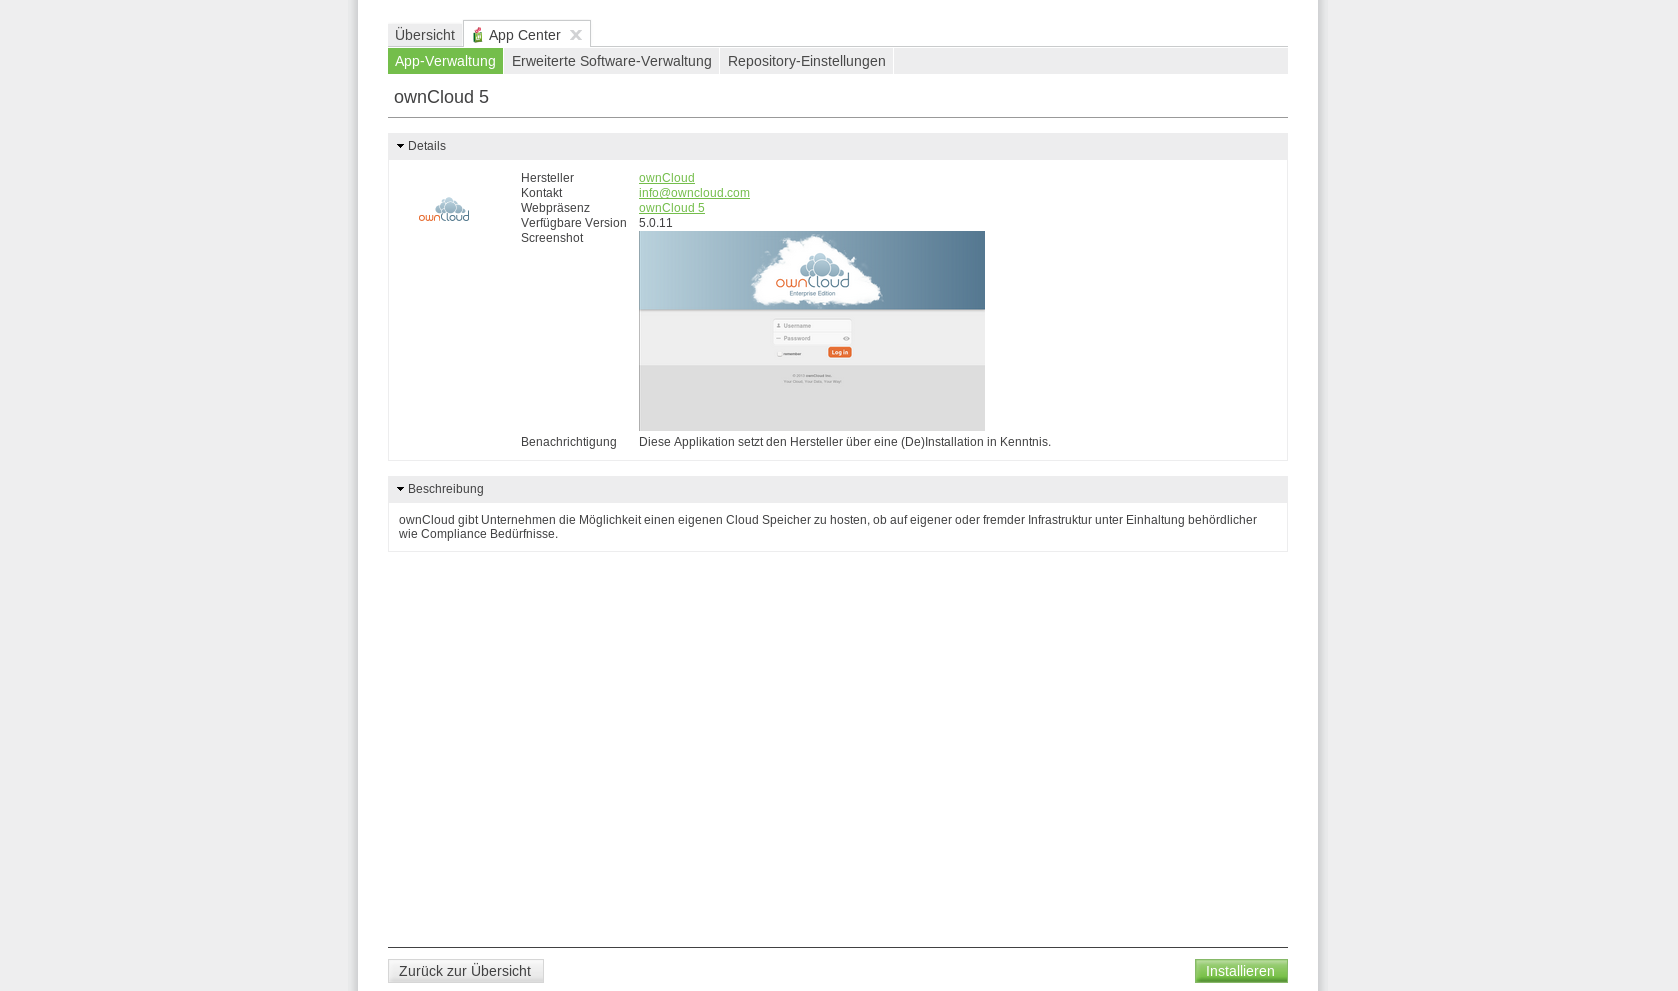 Übersicht App Center
App-Verwaltung Erweiterte Software-Verwaltung Repository-Einstellungen
ownCloud 5
Details
ownCloud
Hersteller ownCloud
Kontakt info@owncloud.com
Webpräsenz ownCloud 5
Verfügbare Version 5.0.11
Screenshot
ownCloud
Enterprise Edition
Username
Password
remember
Log in
© 2013 ownCloud Inc.
Benachrichtigung Diese Applikation setzt den Hersteller über eine (De)Installation in Kenntnis.
Beschreibung
ownCloud gibt Unternehmen die Möglichkeit einen eigenen Cloud Speicher zu hosten, ob auf eigener oder fremder Infrastruktur unter Einhaltung behördlicher
wie Compliance Bedürfnisse.
Zurück zur Übersicht Installieren